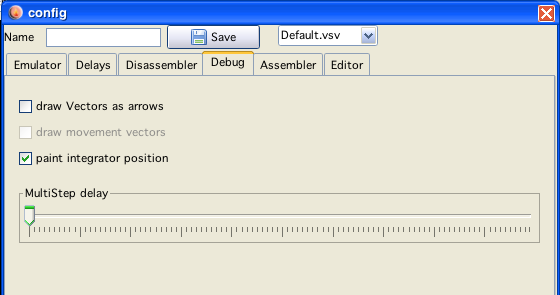 config
Name Save Default.vsv
Emulator Delays Disassembler Debug Assembler Editor
draw Vectors as arrows
draw movement vectors
paint integrator position
MultiStep delay